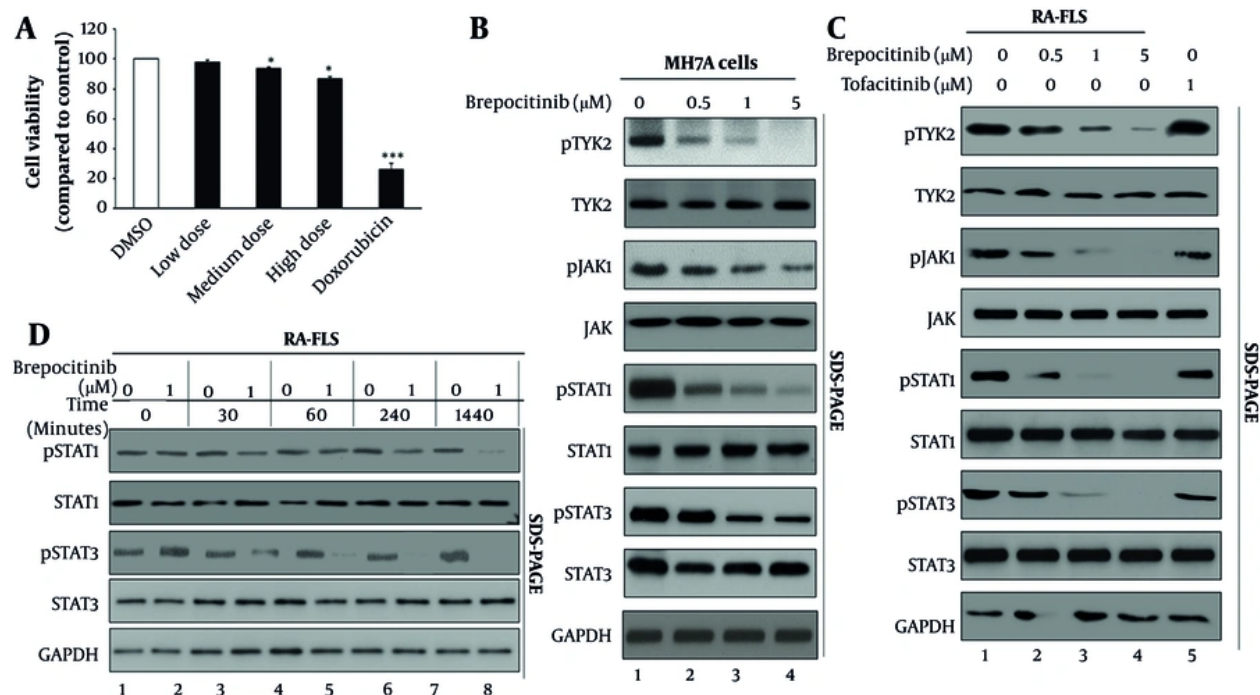 A
120
100
80
60
40
20
0
Cell viability
(compared to control)
*
*
***
DMSO
Low dose
Medium dose
High dose
Doxorubicin
B
MH7A cells
Brepocitinib (µM) 0 0.5 1 5
pTYK2
TYK2
pJAK1
JAK
pSTAT1
STAT1
pSTAT3
STAT3
GAPDH
1 2 3 4
SDS-PAGE
C
RA-FLS
Brepocitinib (µM) 0 0.5 1 5 0
Tofacitinib (µM) 0 0 0 0 1
pTYK2
TYK2
pJAK1
JAK
pSTAT1
STAT1
pSTAT3
STAT3
GAPDH
1 2 3 4 5
SDS-PAGE
D
RA-FLS
Brepocitinib
(µM) 0 1 0 1 0 1 0 1 0 1
Time
(Minutes) 0 30 60 240 1440
pSTAT1
STAT1
pSTAT3
STAT3
GAPDH
1 2 3 4 5 6 7 8
SDS-PAGE